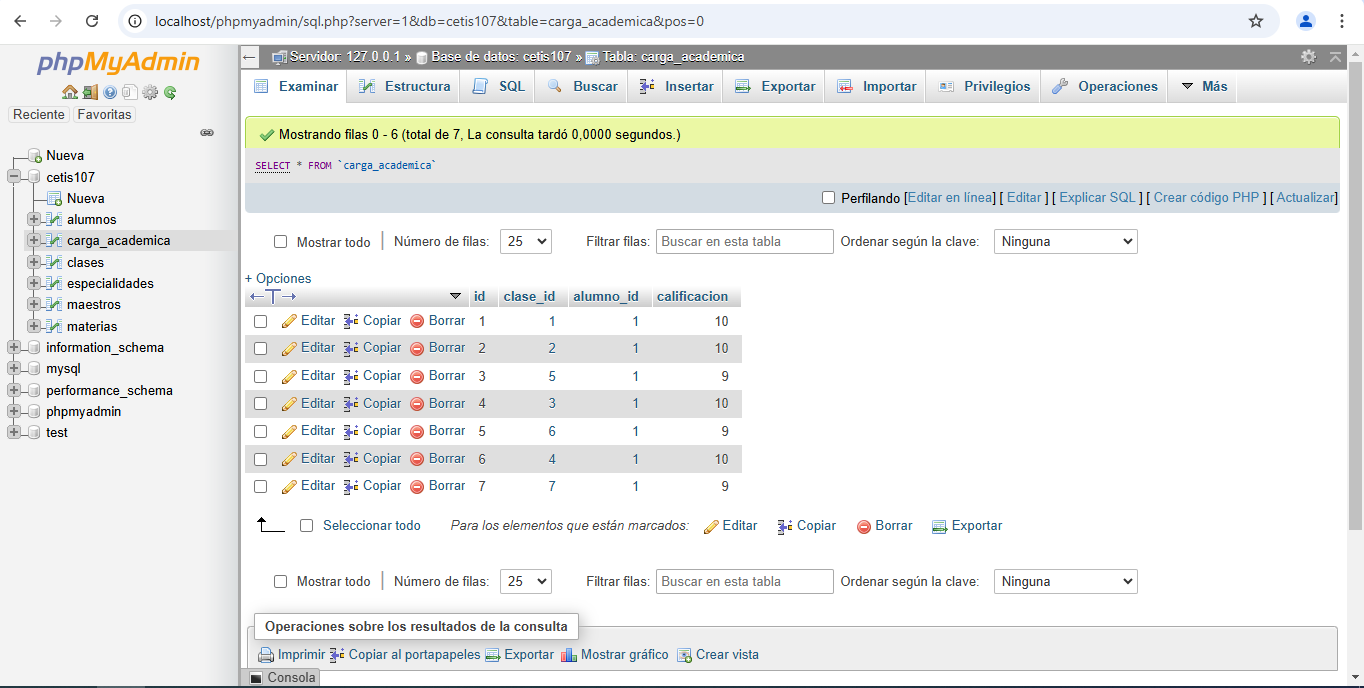 localhost/phpmyadmin/sql.php?server=1&db=cetis107&table=carga_academica&pos=0
phpMyAdmin
Reciente Favoritas
Nueva
cetis107
Nueva
alumnos
carga_academica
clases
especialidades
maestros
materias
information_schema
mysql
performance_schema
phpmyadmin
test
Servidor: 127.0.0.1 » Base de datos: cetis107 » Tabla: carga_academica
Examinar Estructura SQL Buscar Insertar Exportar Importar Privilegios Operaciones Más
Mostrando filas 0 - 6 (total de 7, La consulta tardó 0,0000 segundos.)
SELECT * FROM `carga_academica`
Perfilando [Editar en línea] [ Editar ] [ Explicar SQL ] [ Crear código PHP ] [ Actualizar]
Mostrar todo Número de filas: 25 Filtrar filas: Buscar en esta tabla Ordenar según la clave: Ninguna
+ Opciones
←T→ id clase_id alumno_id calificacion
Editar Copiar Borrar 1 1 1 10
Editar Copiar Borrar 2 2 1 10
Editar Copiar Borrar 3 5 1 9
Editar Copiar Borrar 4 3 1 10
Editar Copiar Borrar 5 6 1 9
Editar Copiar Borrar 6 4 1 10
Editar Copiar Borrar 7 7 1 9
Seleccionar todo Para los elementos que están marcados: Editar Copiar Borrar Exportar
Mostrar todo Número de filas: 25 Filtrar filas: Buscar en esta tabla Ordenar según la clave: Ninguna
Operaciones sobre los resultados de la consulta
Imprimir Copiar al portapapeles Exportar Mostrar gráfico Crear vista
Consola